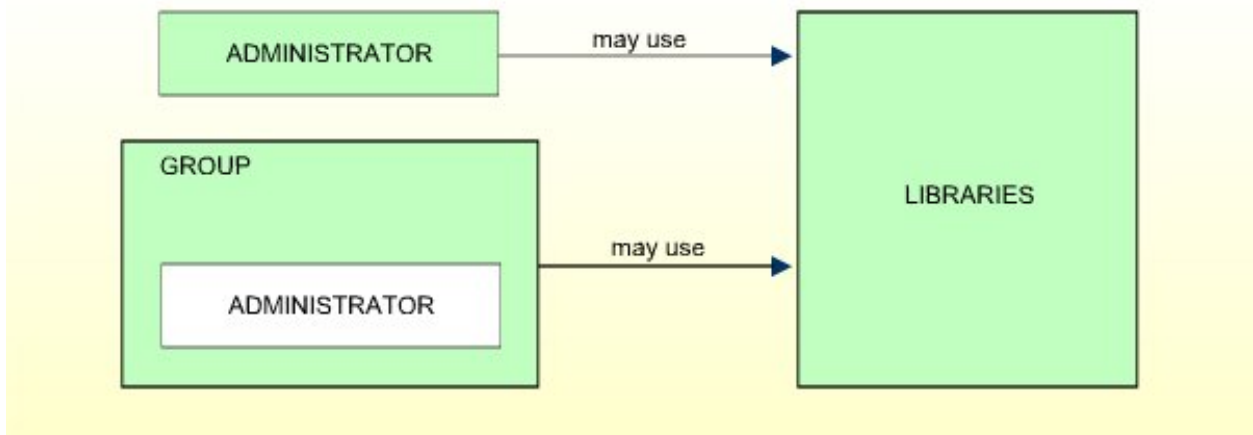 ADMINISTRATOR
may use
GROUP
ADMINISTRATOR
may use
LIBRARIES